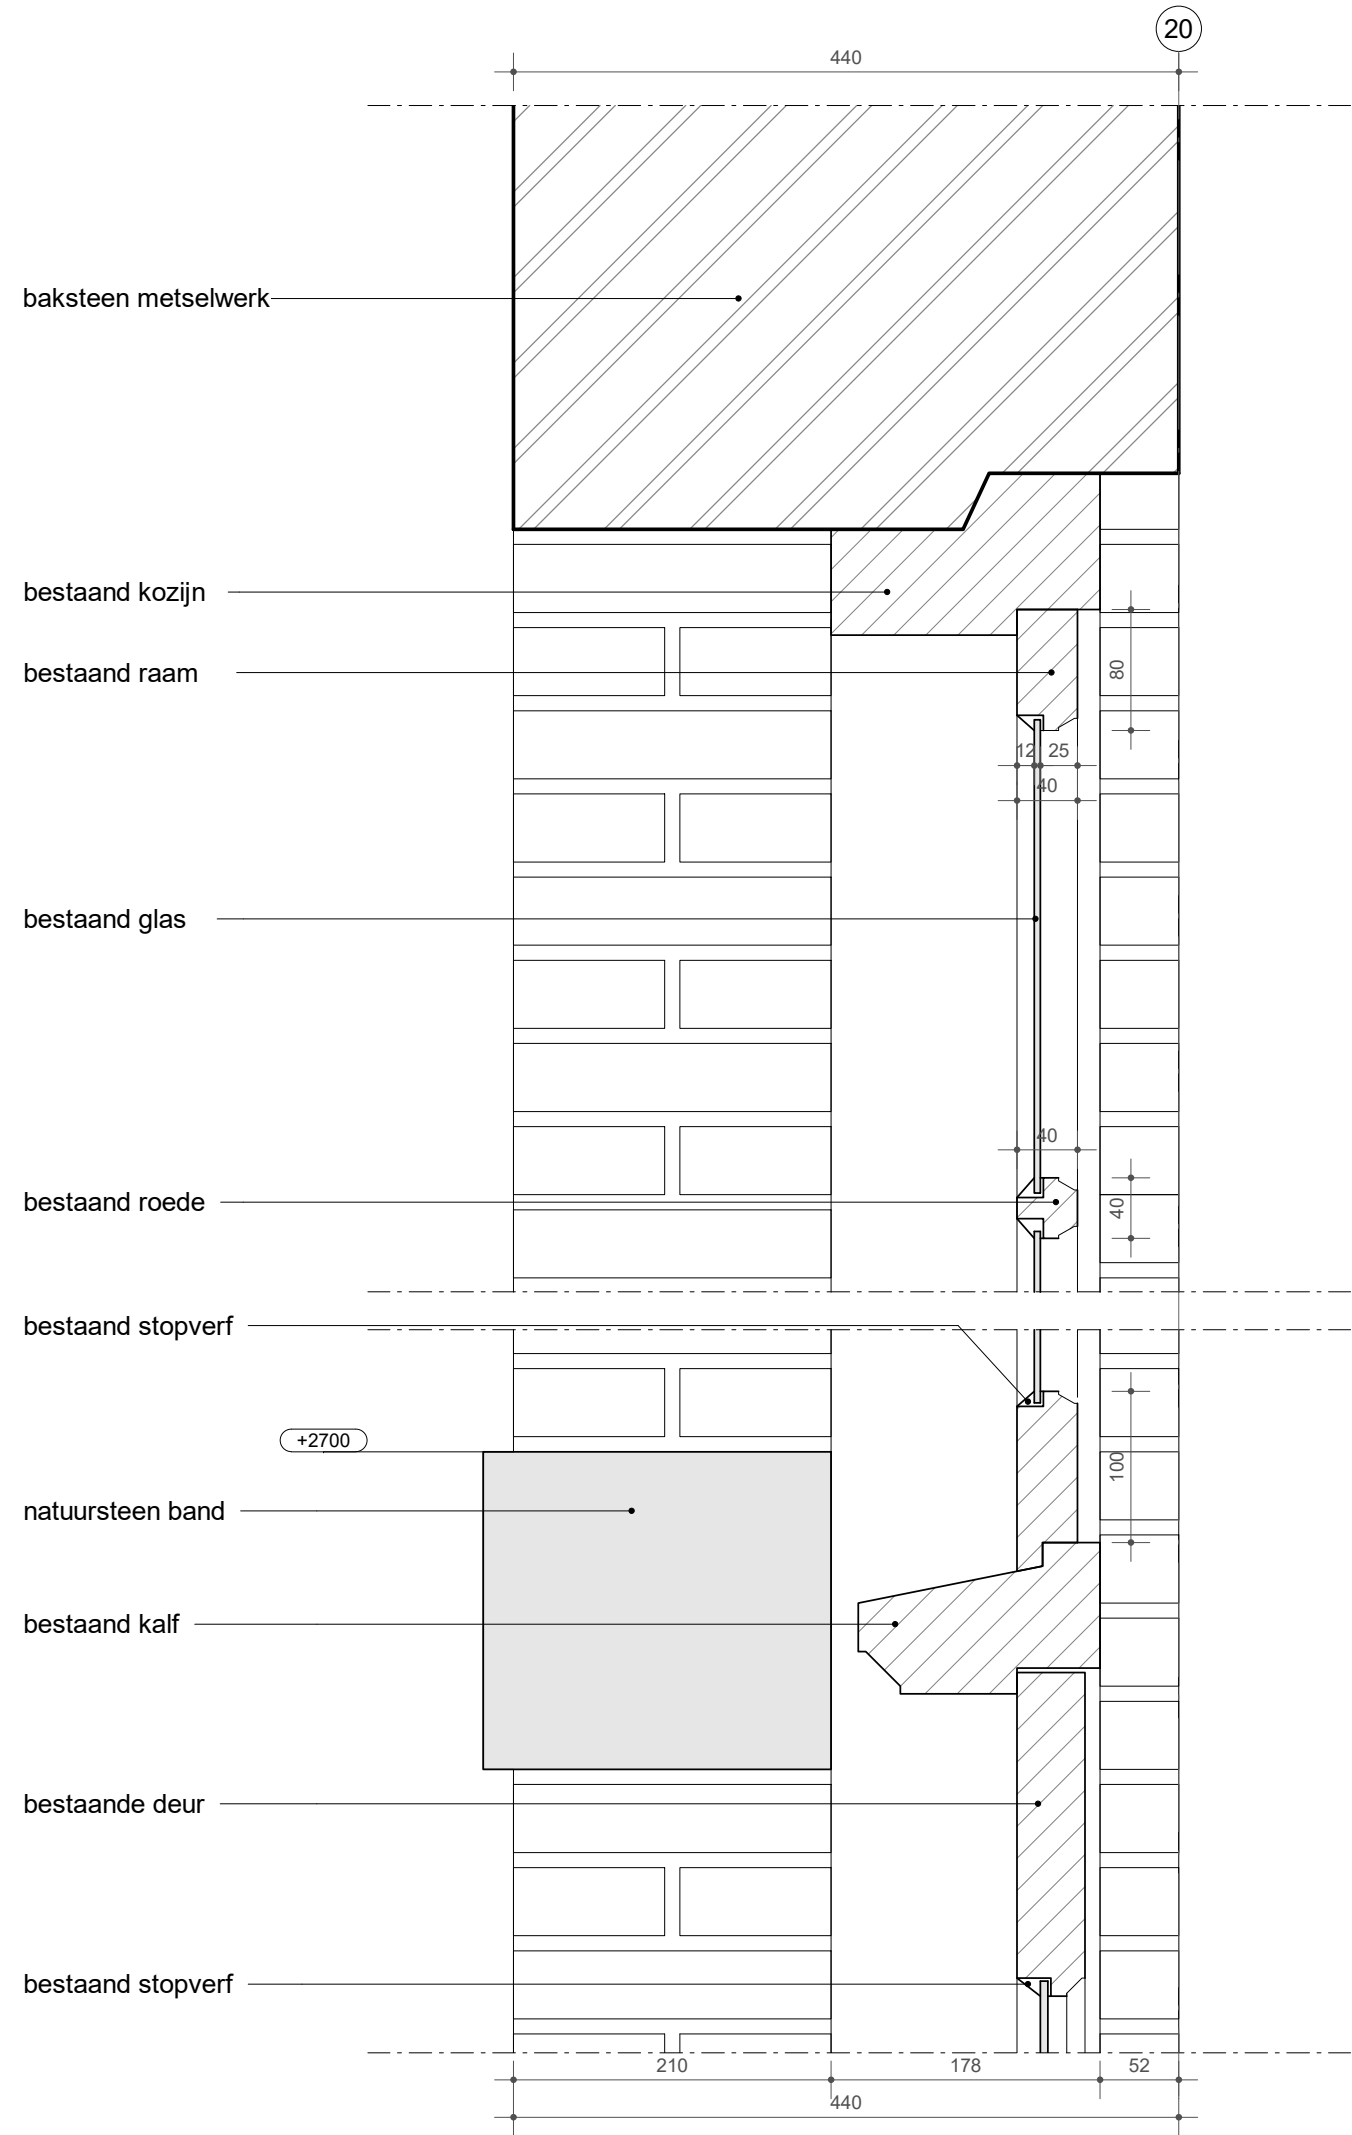 20
440
baksteen metselwerk
bestaand kozijn
bestaand raam
80
12 25
40
bestaand glas
40
bestaand roede
40
bestaand stopverf
+2700
100
natuursteen band
bestaand kalf
bestaande deur
bestaand stopverf
210 178 52
440